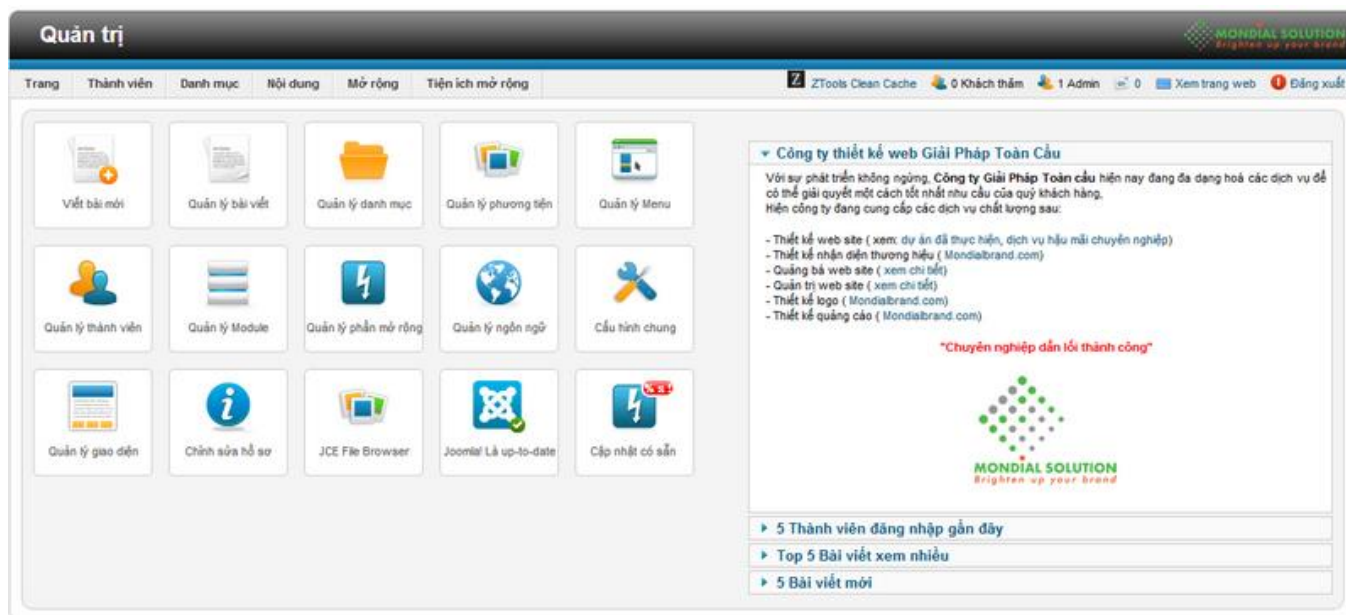 Quản trị
MONDIAL SOLUTION
Brighten up your brand
Trang Thành viên Danh mục Nội dung Mở rộng Tiện ích mở rộng
Z ZTools Clean Cache 0 Khách thăm 1 Admin 0 Xem trang web Đăng xuất
Viết bài mới Quản lý bài viết Quản lý danh mục Quản lý phương tiện Quản lý Menu
Quản lý thành viên Quản lý Module Quản lý phần mở rộng Quản lý ngôn ngữ Cấu hình chung
Quản lý giao diện Chỉnh sửa hồ sơ JCE File Browser Joomla! Là up-to-date Cập nhật có sẵn
Công ty thiết kế web Giải Pháp Toàn Cầu
Với sự phát triển không ngừng, Công ty Giải Pháp Toàn cầu hiện nay đang đa dạng hoá các dịch vụ để
có thể giải quyết một cách tốt nhất nhu cầu của quý khách hàng.
Hiện công ty đang cung cấp các dịch vụ chất lượng sau:
- Thiết kế web site ( xem: dự án đã thực hiện, dịch vụ hậu mãi chuyên nghiệp)
- Thiết kế nhận diện thương hiệu ( Mondialbrand.com)
- Quảng bá web site ( xem chi tiết)
- Quản trị web site ( xem chi tiết)
- Thiết kế logo ( Mondialbrand.com)
- Thiết kế quảng cáo ( Mondialbrand.com)
"Chuyên nghiệp dẫn lối thành công"
MONDIAL SOLUTION
Brighten up your brand
5 Thành viên đăng nhập gần đây
Top 5 Bài viết xem nhiều
5 Bài viết mới